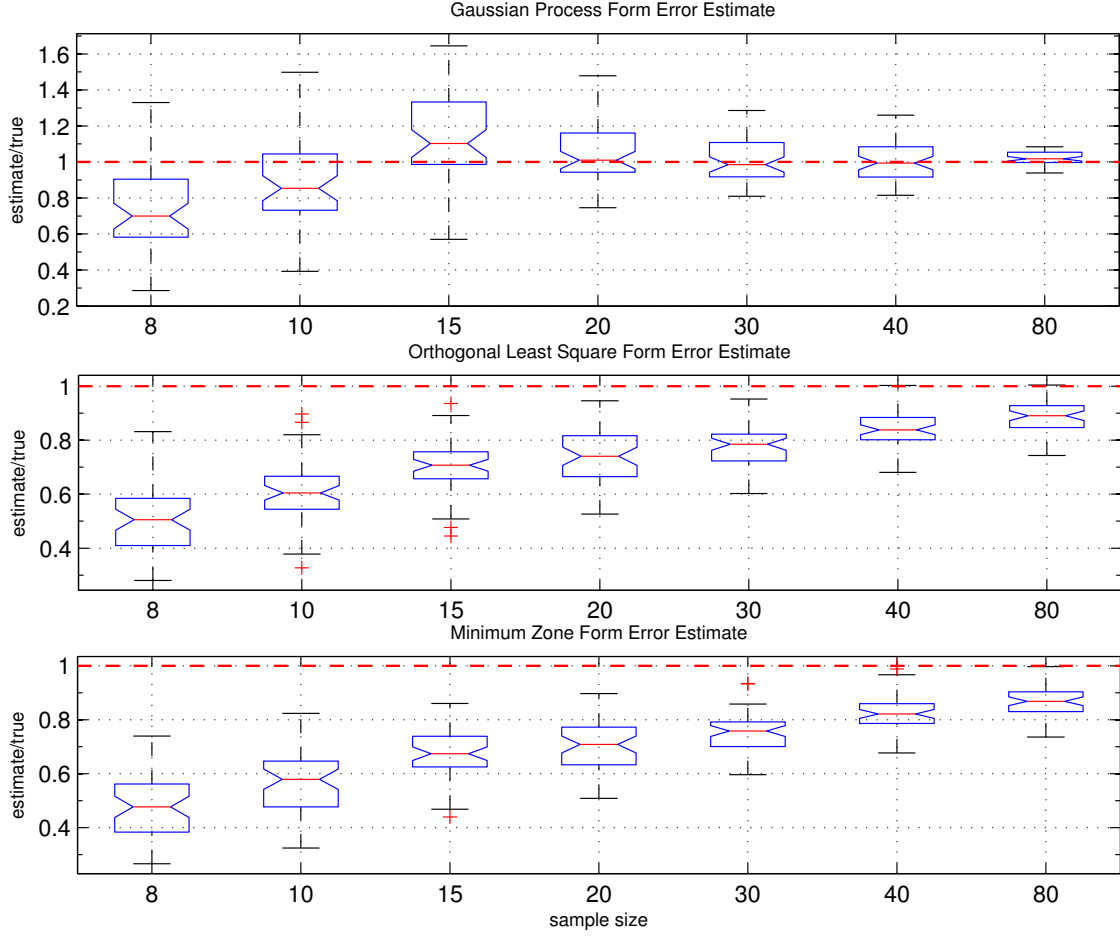 Gaussian Process Form Error Estimate
estimate/true
1.6
1.4
1.2
1
0.8
0.6
0.4
0.2
8 10 15 20 30 40 80
Orthogonal Least Square Form Error Estimate
estimate/true
1
0.8
0.6
0.4
8 10 15 20 30 40 80
Minimum Zone Form Error Estimate
estimate/true
1
0.8
0.6
0.4
8 10 15 20 30 40 80
sample size